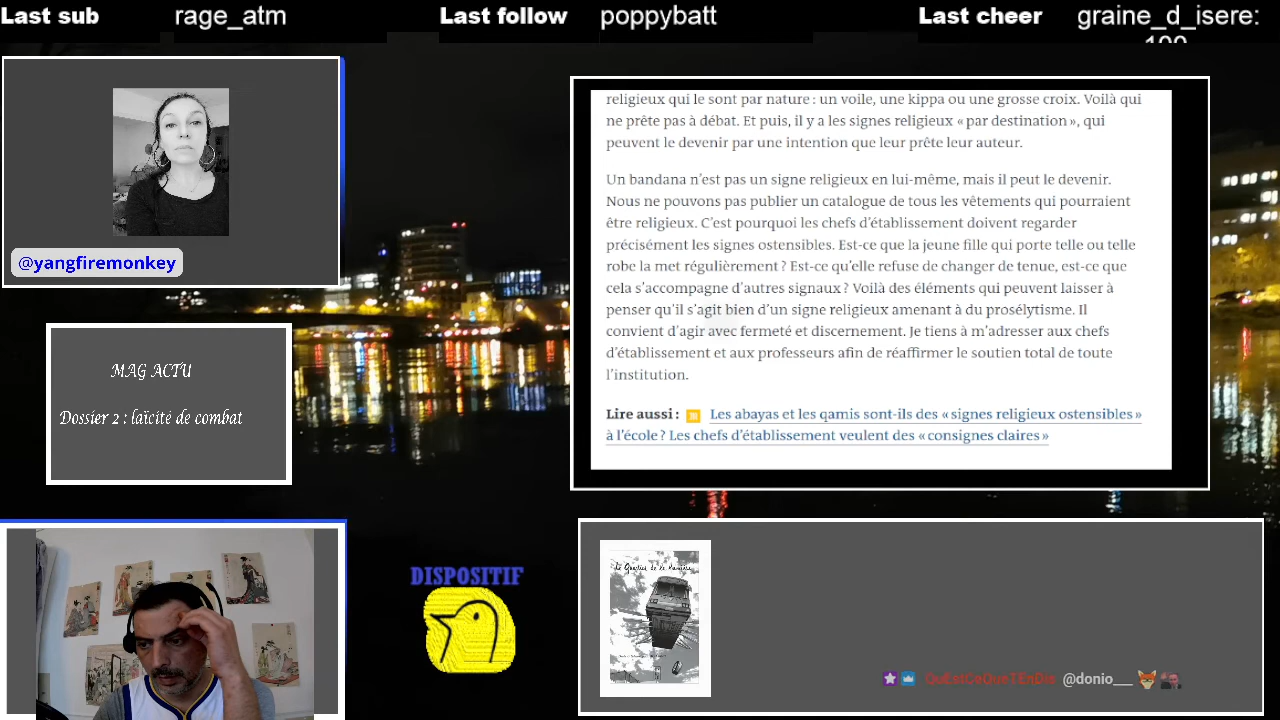 Last sub
rage_atm
Last follow
poppybatt
Last cheer
graine_d_isere:
@yangfiremonkey
MAG ACTU
Dossier 2 : laïcité de combat
religieux qui le sont par nature : un voile, une kippa ou une grosse croix. Voilà qui
ne prête pas à débat. Et puis, il y a les signes religieux « par destination », qui
peuvent le devenir par une intention que leur prête leur auteur.
Un bandana n’est pas un signe religieux en lui-même, mais il peut le devenir.
Nous ne pouvons pas publier un catalogue de tous les vêtements qui pourraient
être religieux. C’est pourquoi les chefs d’établissement doivent regarder
précisément les signes ostensibles. Est-ce que la jeune fille qui porte telle ou telle
robe la met régulièrement ? Est-ce qu’elle refuse de changer de tenue, est-ce que
cela s’accompagne d’autres signaux ? Voilà des éléments qui peuvent laisser à
penser qu’il s’agit bien d’un signe religieux amenant à du prosélytisme. Il
convient d’agir avec fermeté et discernement. Je tiens à m’adresser aux chefs
d’établissement et aux professeurs afin de réaffirmer le soutien total de toute
l’institution.
Lire aussi : Les abayas et les qamis sont-ils des « signes religieux ostensibles »
à l’école ? Les chefs d’établissement veulent des « consignes claires »
DISPOSITIF
QuEstCeQueTEnDis @donio___